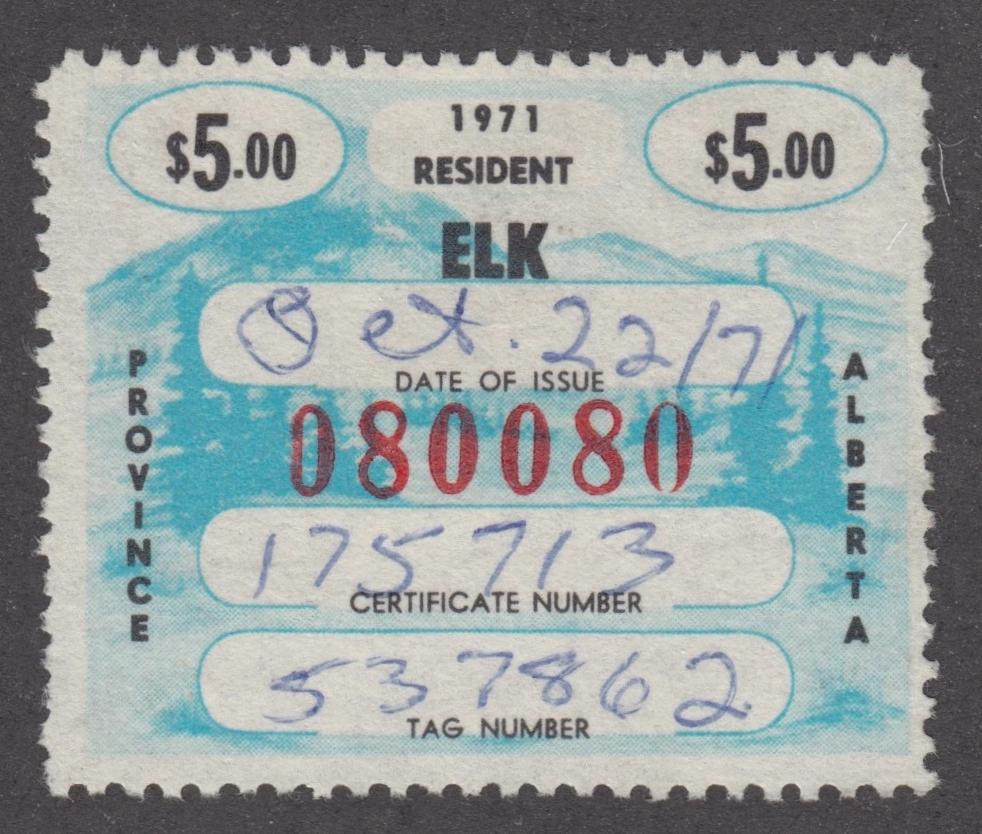 $5.00 1971 $5.00
RESIDENT
ELK
Oct. 22/71
DATE OF ISSUE
PROVINCE
080080
ALBERTA
175713
CERTIFICATE NUMBER
537862
TAG NUMBER